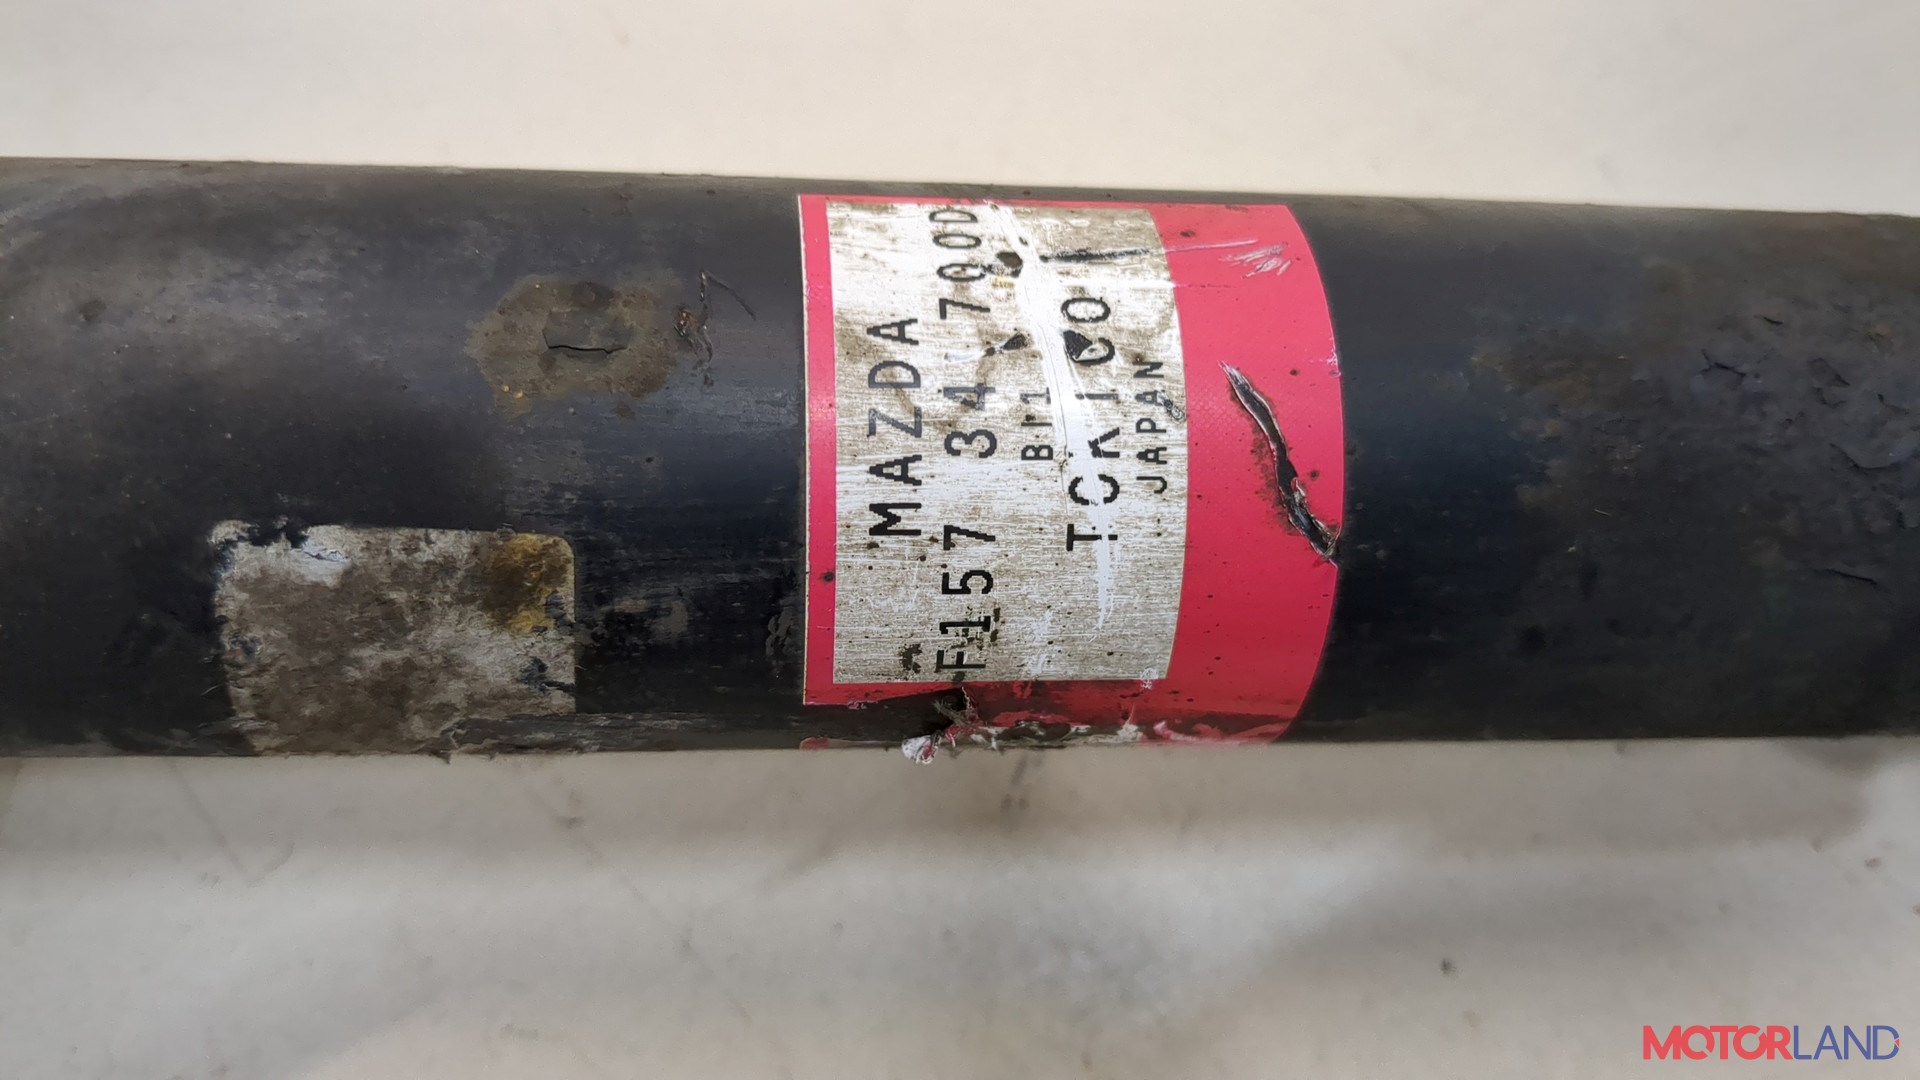 MAZDA
F157 34 700D
TOKICO
JAPAN
MOTORLAND